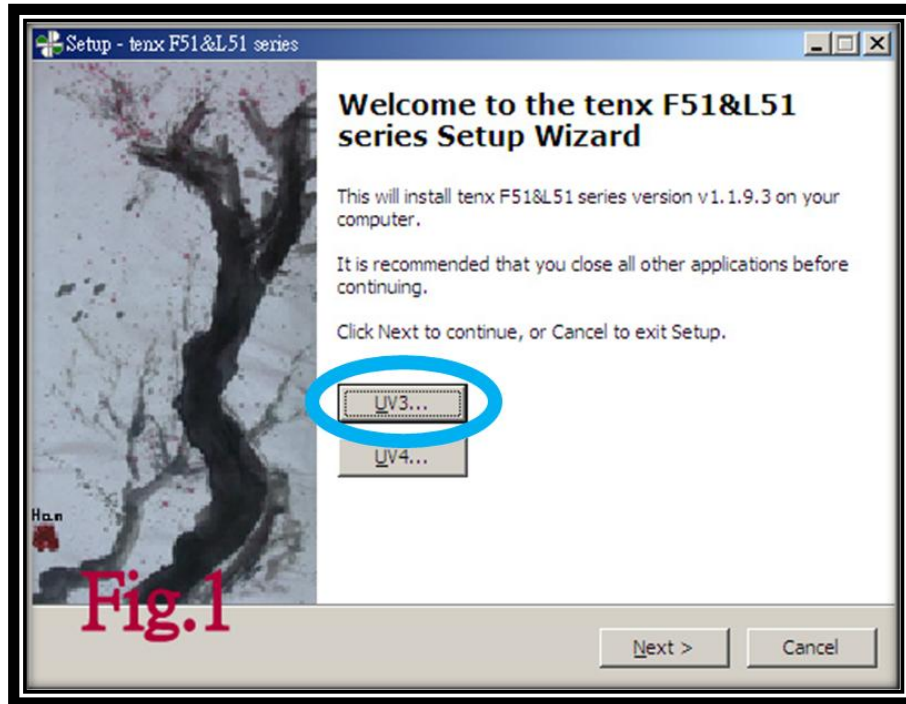 Setup - tenx F51&L51 series
Welcome to the tenx F51&L51
series Setup Wizard
This will install tenx F51&L51 series version v1.1.9.3 on your
computer.
It is recommended that you close all other applications before
continuing.
Click Next to continue, or Cancel to exit Setup.
UV3...
UV4...
Han
Fig.1
Next >
Cancel